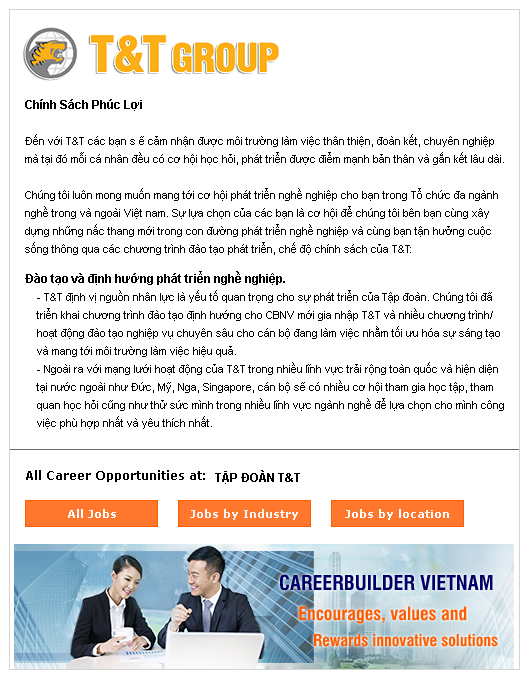 T&T GROUP
Chính Sách Phúc Lợi
Đến với T&T các bạn s ẽ cảm nhận được môi trường làm việc thân thiện, đoàn kết, chuyên nghiệp
mà tại đó mỗi cá nhân đều có cơ hội học hỏi, phát triển được điểm mạnh bản thân và gắn kết lâu dài.
Chúng tôi luôn mong muốn mang tới cơ hội phát triển nghề nghiệp cho bạn trong Tổ chức đa ngành
nghề trong và ngoài Việt nam. Sự lựa chọn của các bạn là cơ hội để chúng tôi bên bạn cùng xây
dựng những nấc thang mới trong con đường phát triển nghề nghiệp và cùng bạn tận hưởng cuộc
sống thông qua các chương trình đào tạo phát triển, chế độ chính sách của T&T:
Đào tạo và định hướng phát triển nghề nghiệp.
- T&T định vị nguồn nhân lực là yếu tố quan trọng cho sự phát triển của Tập đoàn. Chúng tôi đã
triển khai chương trình đào tạo định hướng cho CBNV mới gia nhập T&T và nhiều chương trình/
hoạt động đào tạo nghiệp vụ chuyên sâu cho cán bộ đang làm việc nhằm tối ưu hóa sự sáng tạo
và mang tới môi trường làm việc hiệu quả.
- Ngoài ra với mạng lưới hoạt động của T&T trong nhiều lĩnh vực trải rộng toàn quốc và hiện diện
tại nước ngoài như Đức, Mỹ, Nga, Singapore, cán bộ sẽ có nhiều cơ hội tham gia học tập, tham
quan học hỏi cũng như thử sức mình trong nhiều lĩnh vực ngành nghề để lựa chọn cho mình công
việc phù hợp nhất và yêu thích nhất.
All Career Opportunities at: TẬP ĐOÀN T&T
All Jobs Jobs by Industry Jobs by location
CAREERBUILDER VIETNAM
Encourages, values and
Rewards innovative solutions